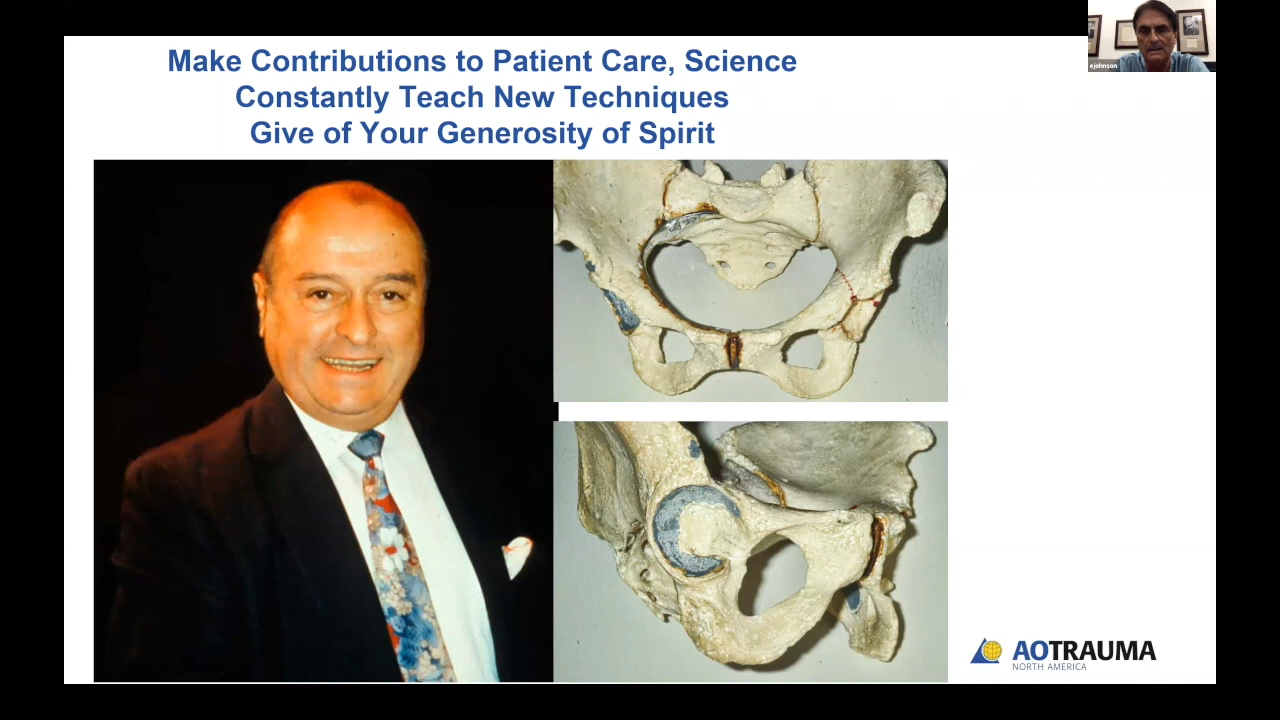 Make Contributions to Patient Care, Science
Constantly Teach New Techniques
Give of Your Generosity of Spirit
ejohnson
AOTRAUMA
NORTH AMERICA